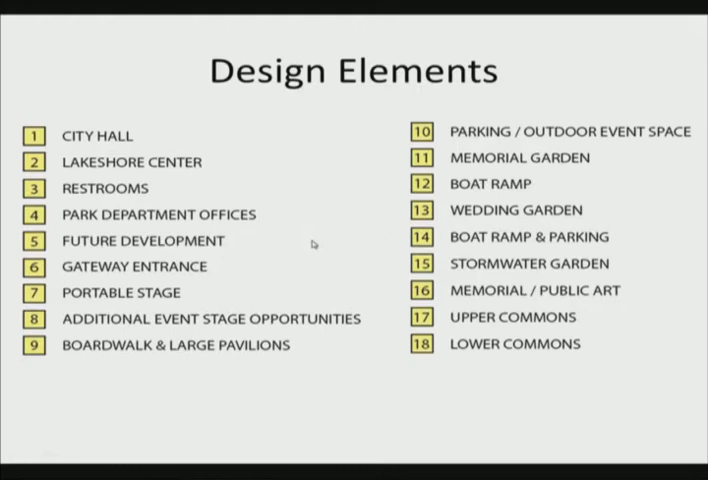 Design Elements
1 CITY HALL
2 LAKESHORE CENTER
3 RESTROOMS
4 PARK DEPARTMENT OFFICES
5 FUTURE DEVELOPMENT
6 GATEWAY ENTRANCE
7 PORTABLE STAGE
8 ADDITIONAL EVENT STAGE OPPORTUNITIES
9 BOARDWALK & LARGE PAVILIONS
10 PARKING / OUTDOOR EVENT SPACE
11 MEMORIAL GARDEN
12 BOAT RAMP
13 WEDDING GARDEN
14 BOAT RAMP & PARKING
15 STORMWATER GARDEN
16 MEMORIAL / PUBLIC ART
17 UPPER COMMONS
18 LOWER COMMONS